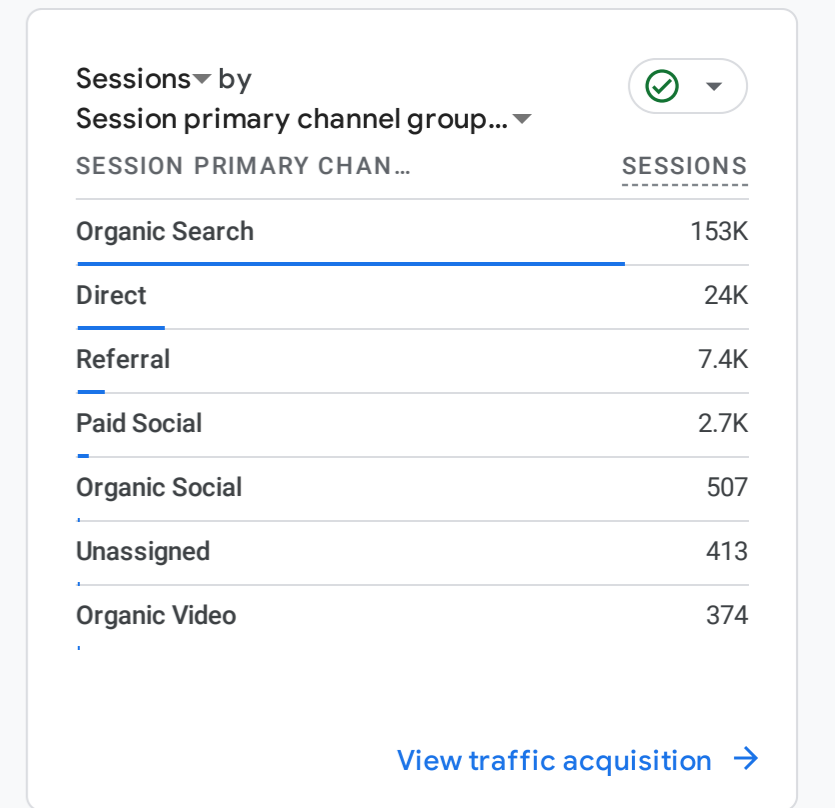 Sessions by
Session primary channel group...
SESSION PRIMARY CHAN...
SESSIONS
Organic Search 153K
Direct 24K
Referral 7.4K
Paid Social 2.7K
Organic Social 507
Unassigned 413
Organic Video 374
View traffic acquisition